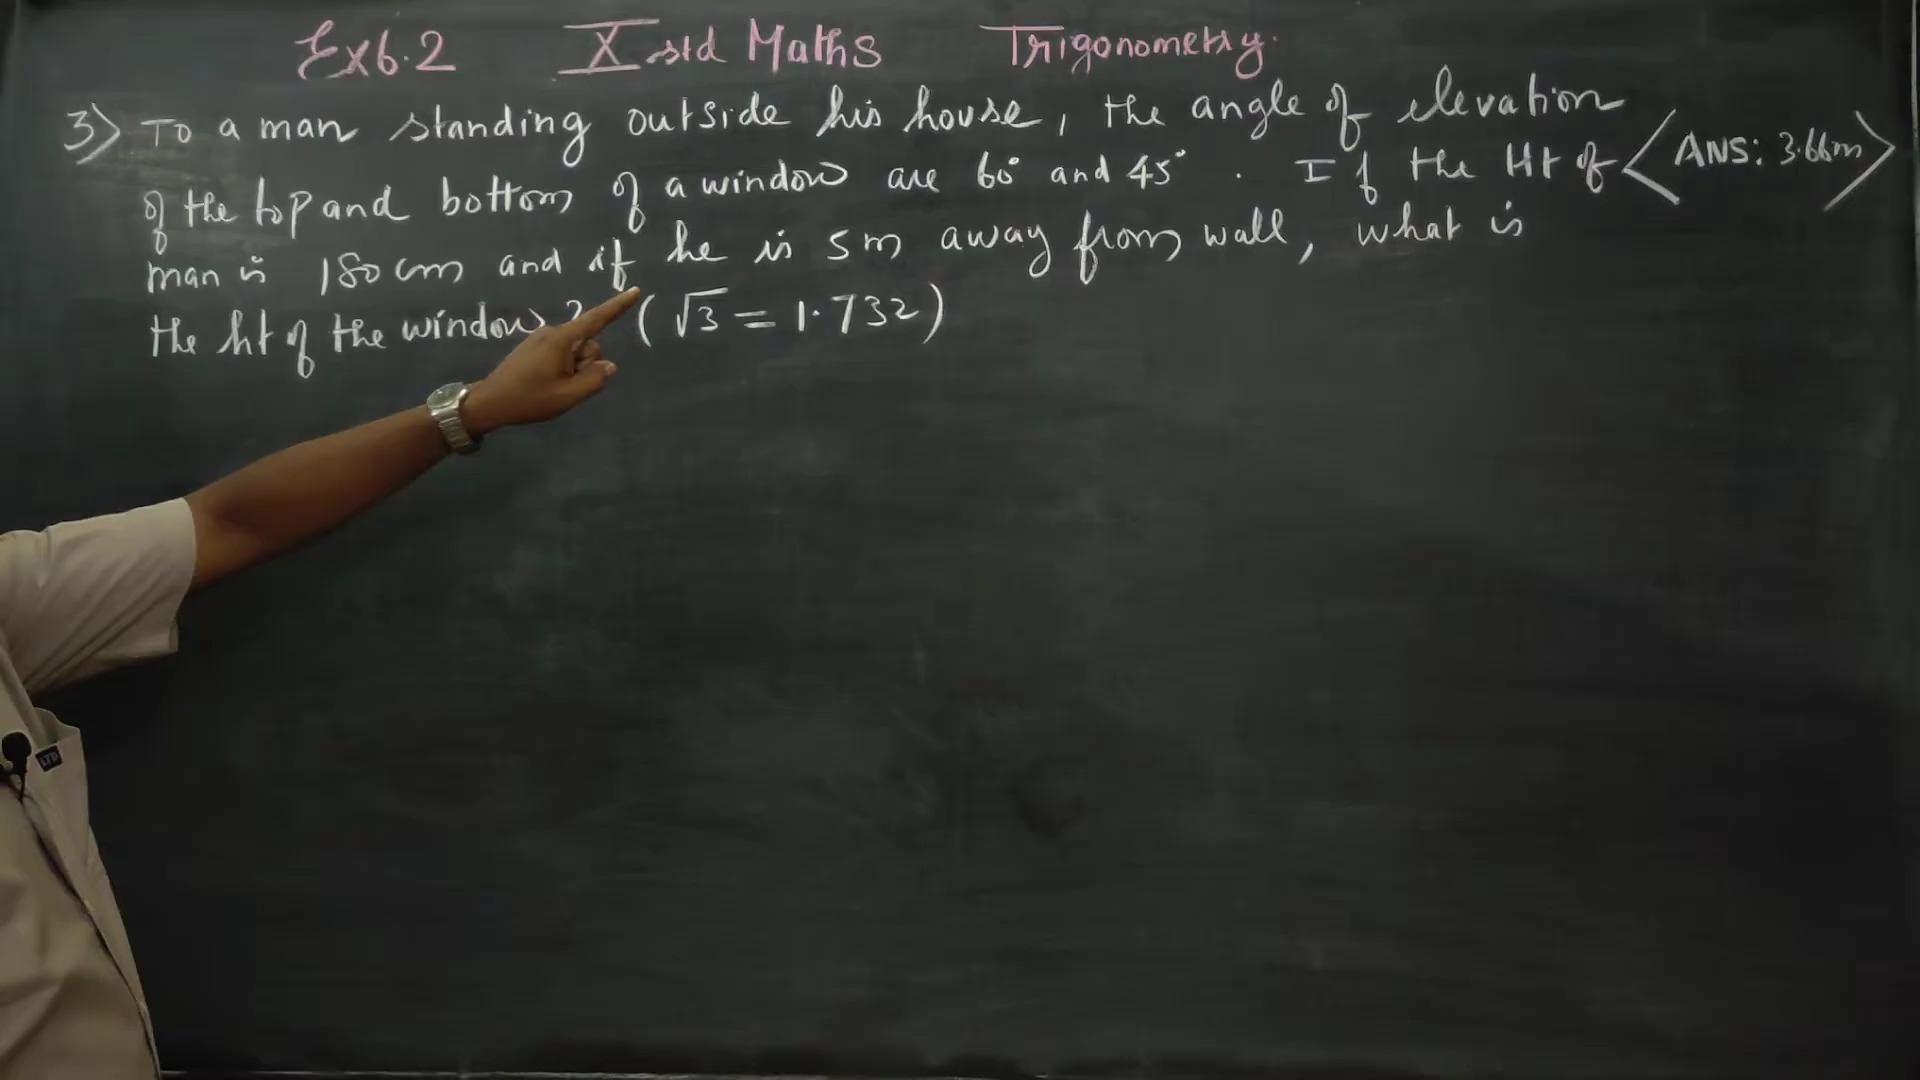 Ex6.2 X std Maths Trigonometry.
3) To a man standing outside his house, the angle of elevation
of the top and bottom of a window are 60° and 45°. If the Ht of <ANS: 3.66m>
man is 180 cm and if he is 5 m away from wall, what is
the ht of the window? (√3 = 1.732)
LTD